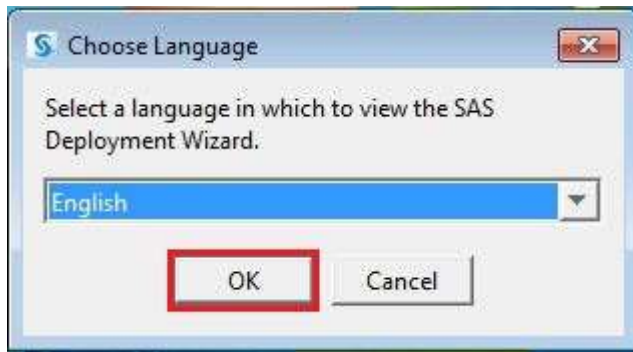 Choose Language
Select a language in which to view the SAS
Deployment Wizard.
English
OK
Cancel